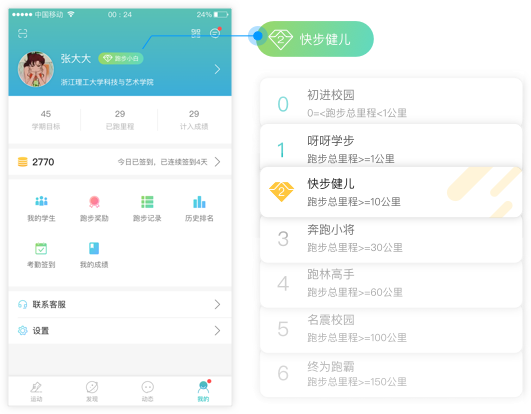 中国移动
00 : 24
24%
张大大
跑步小白
浙江理工大学科技与艺术学院
45
29
29
学期目标
已跑里程
计入成绩
2770
今日已签到，已连续签到4天
我的学生
跑步奖励
跑步记录
历史排名
考勤签到
我的成绩
联系客服
设置
运动
发现
动态
我的
2
快步健儿
0
初进校园
0=<跑步总里程<1公里
1
呀呀学步
跑步总里程>=1公里
2
快步健儿
跑步总里程>=10公里
3
奔跑小将
跑步总里程>=30公里
4
跑林高手
跑步总里程>=60公里
5
名震校园
跑步总里程>=100公里
6
终为跑霸
跑步总里程>=150公里